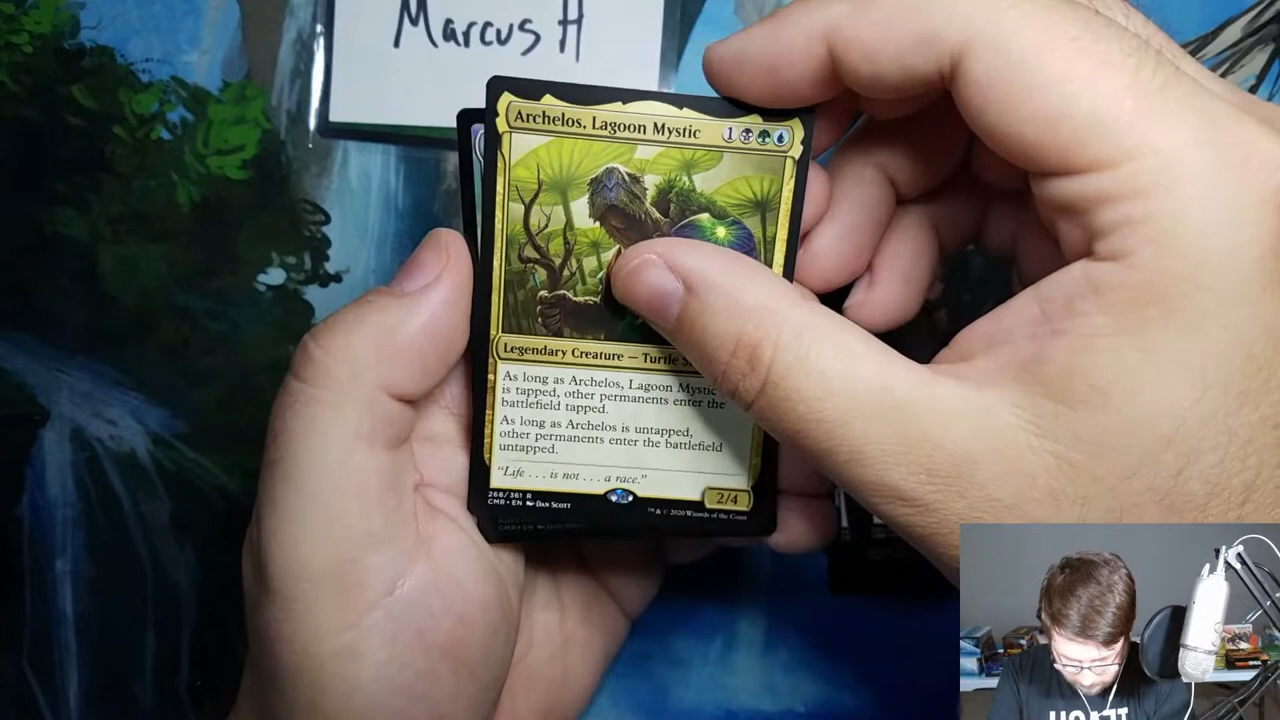 Marcus H
Archelos, Lagoon Mystic 1
Legendary Creature — Turtle
As long as Archelos, Lagoon Mystic
is tapped, other permanents enter the
battlefield tapped.
As long as Archelos is untapped,
other permanents enter the battlefield
untapped.
"Life . . . is not . . . a race."
2/4
268/361 R
CMR • EN Dan Scott
™ & © 2020 Wizards of the Coast